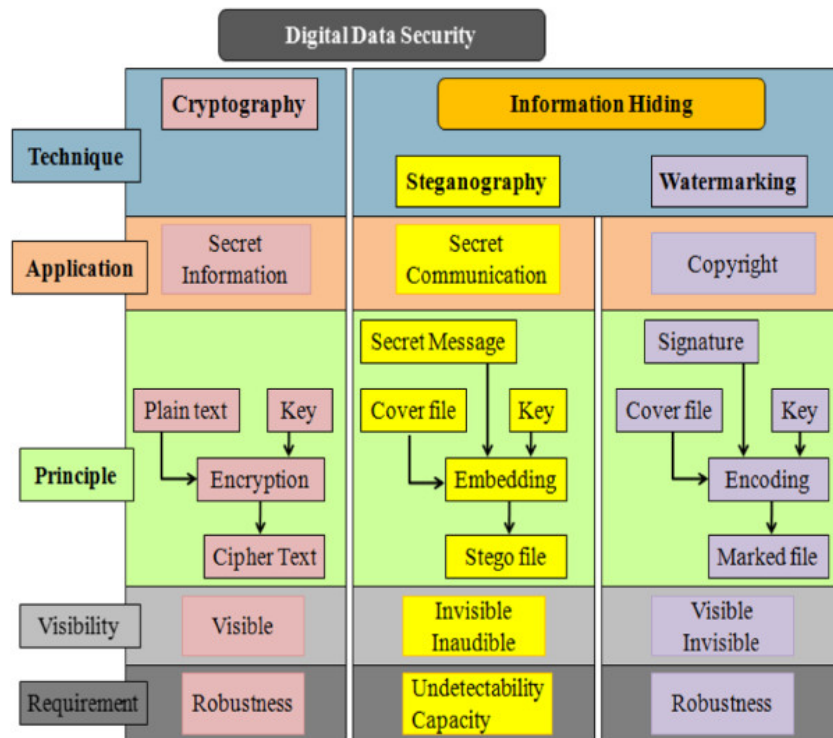 Digital Data Security
Cryptography
Information Hiding
Technique
Steganography
Watermarking
Application
Secret
Information
Secret
Communication
Copyright
Principle
Plain text
Key
Encryption
Cipher Text
Secret Message
Cover file
Key
Embedding
Stego file
Signature
Cover file
Key
Encoding
Marked file
Visibility
Visible
Invisible
Inaudible
Visible
Invisible
Requirement
Robustness
Undetectability
Capacity
Robustness